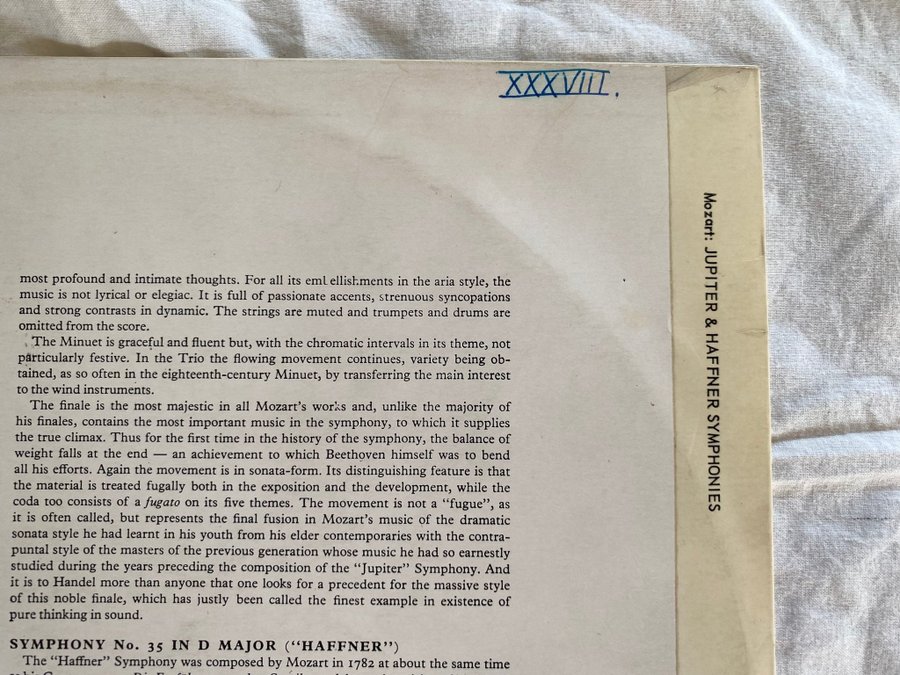 XXXVIII.
Mozart: JUPITER & HAFFNER SYMPHONIES
most profound and intimate thoughts. For all its eml ellishments in the aria style, the
music is not lyrical or elegiac. It is full of passionate accents, strenuous syncopations
and strong contrasts in dynamic. The strings are muted and trumpets and drums are
omitted from the score.
The Minuet is graceful and fluent but, with the chromatic intervals in its theme, not
particularly festive. In the Trio the flowing movement continues, variety being ob-
tained, as so often in the eighteenth-century Minuet, by transferring the main interest
to the wind instruments.
The finale is the most majestic in all Mozart's works and, unlike the majority of
his finales, contains the most important music in the symphony, to which it supplies
the true climax. Thus for the first time in the history of the symphony, the balance of
weight falls at the end — an achievement to which Beethoven himself was to bend
all his efforts. Again the movement is in sonata-form. Its distinguishing feature is that
the material is treated fugally both in the exposition and the development, while the
coda too consists of a fugato on its five themes. The movement is not a "fugue", as
it is often called, but represents the final fusion in Mozart's music of the dramatic
sonata style he had learnt in his youth from his elder contemporaries with the contra-
puntal style of the masters of the previous generation whose music he had so earnestly
studied during the years preceding the composition of the "Jupiter" Symphony. And
it is to Handel more than anyone that one looks for a precedent for the massive style
of this noble finale, which has justly been called the finest example in existence of
pure thinking in sound.
SYMPHONY No. 35 IN D MAJOR ("HAFFNER")
The "Haffner" Symphony was composed by Mozart in 1782 at about the same time